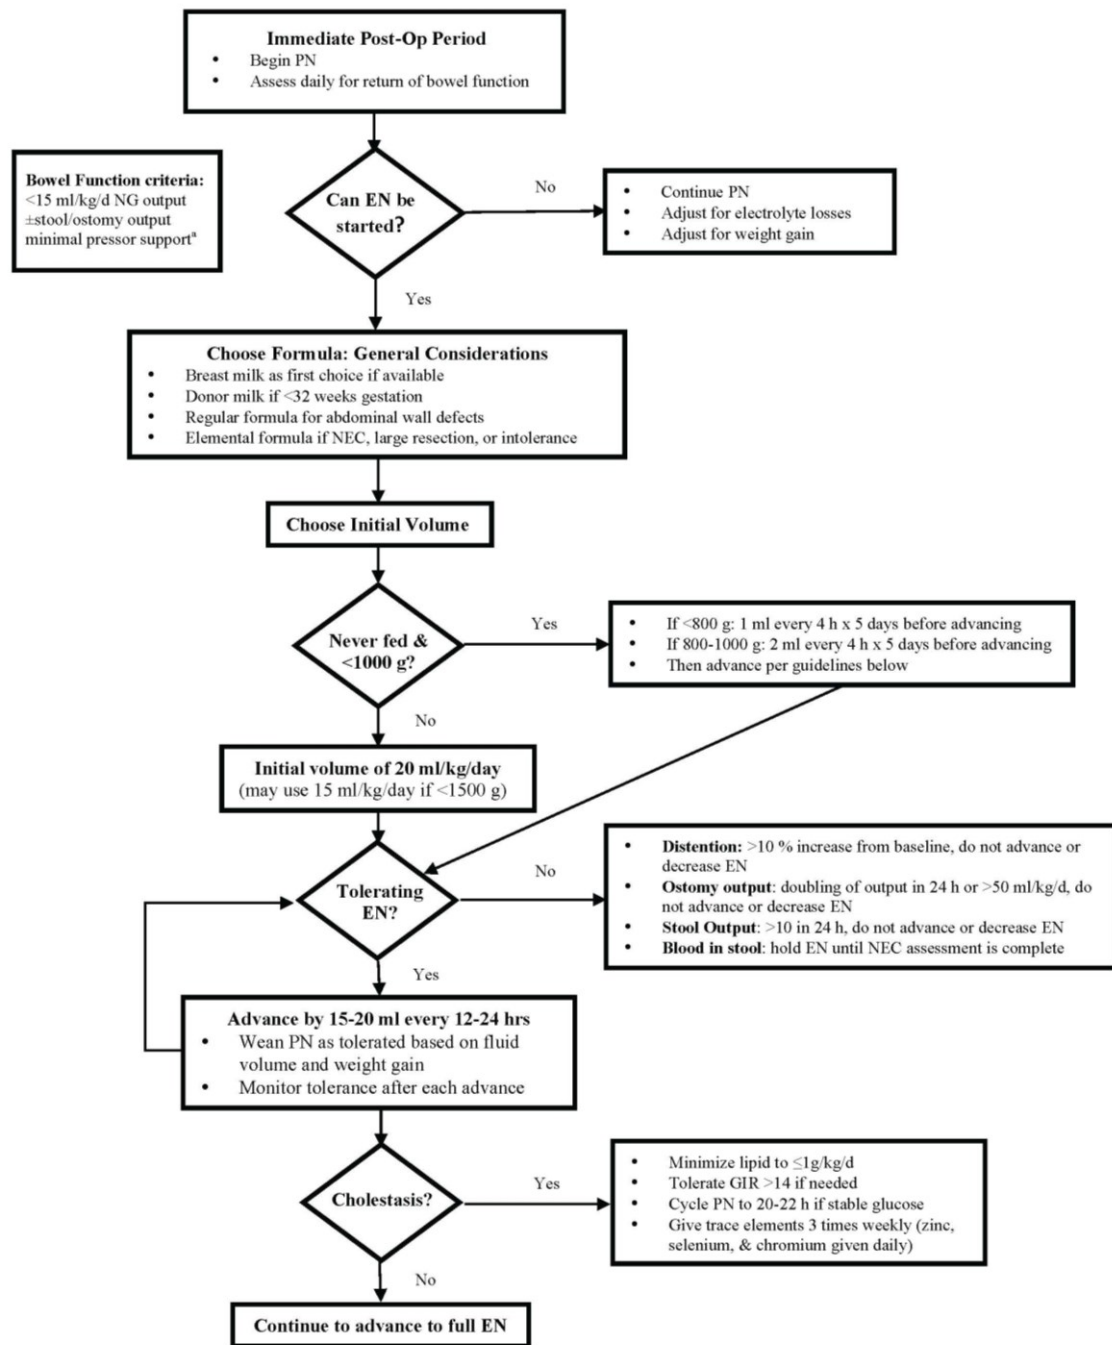 Immediate Post-Op Period
• Begin PN
• Assess daily for return of bowel function
Bowel Function criteria:
<15 ml/kg/d NG output
±stool/ostomy output
minimal pressor supportᵃ
Can EN be
started?
No
• Continue PN
• Adjust for electrolyte losses
• Adjust for weight gain
Yes
Choose Formula: General Considerations
• Breast milk as first choice if available
• Donor milk if <32 weeks gestation
• Regular formula for abdominal wall defects
• Elemental formula if NEC, large resection, or intolerance
Choose Initial Volume
Never fed &
<1000 g?
Yes
• If <800 g: 1 ml every 4 h x 5 days before advancing
• If 800-1000 g: 2 ml every 4 h x 5 days before advancing
• Then advance per guidelines below
No
Initial volume of 20 ml/kg/day
(may use 15 ml/kg/day if <1500 g)
Tolerating
EN?
No
• Distention: >10 % increase from baseline, do not advance or
decrease EN
• Ostomy output: doubling of output in 24 h or >50 ml/kg/d, do
not advance or decrease EN
• Stool Output: >10 in 24 h, do not advance or decrease EN
• Blood in stool: hold EN until NEC assessment is complete
Yes
Advance by 15-20 ml every 12-24 hrs
• Wean PN as tolerated based on fluid
volume and weight gain
• Monitor tolerance after each advance
Cholestasis?
Yes
• Minimize lipid to ≤1g/kg/d
• Tolerate GIR >14 if needed
• Cycle PN to 20-22 h if stable glucose
• Give trace elements 3 times weekly (zinc,
selenium, & chromium given daily)
No
Continue to advance to full EN